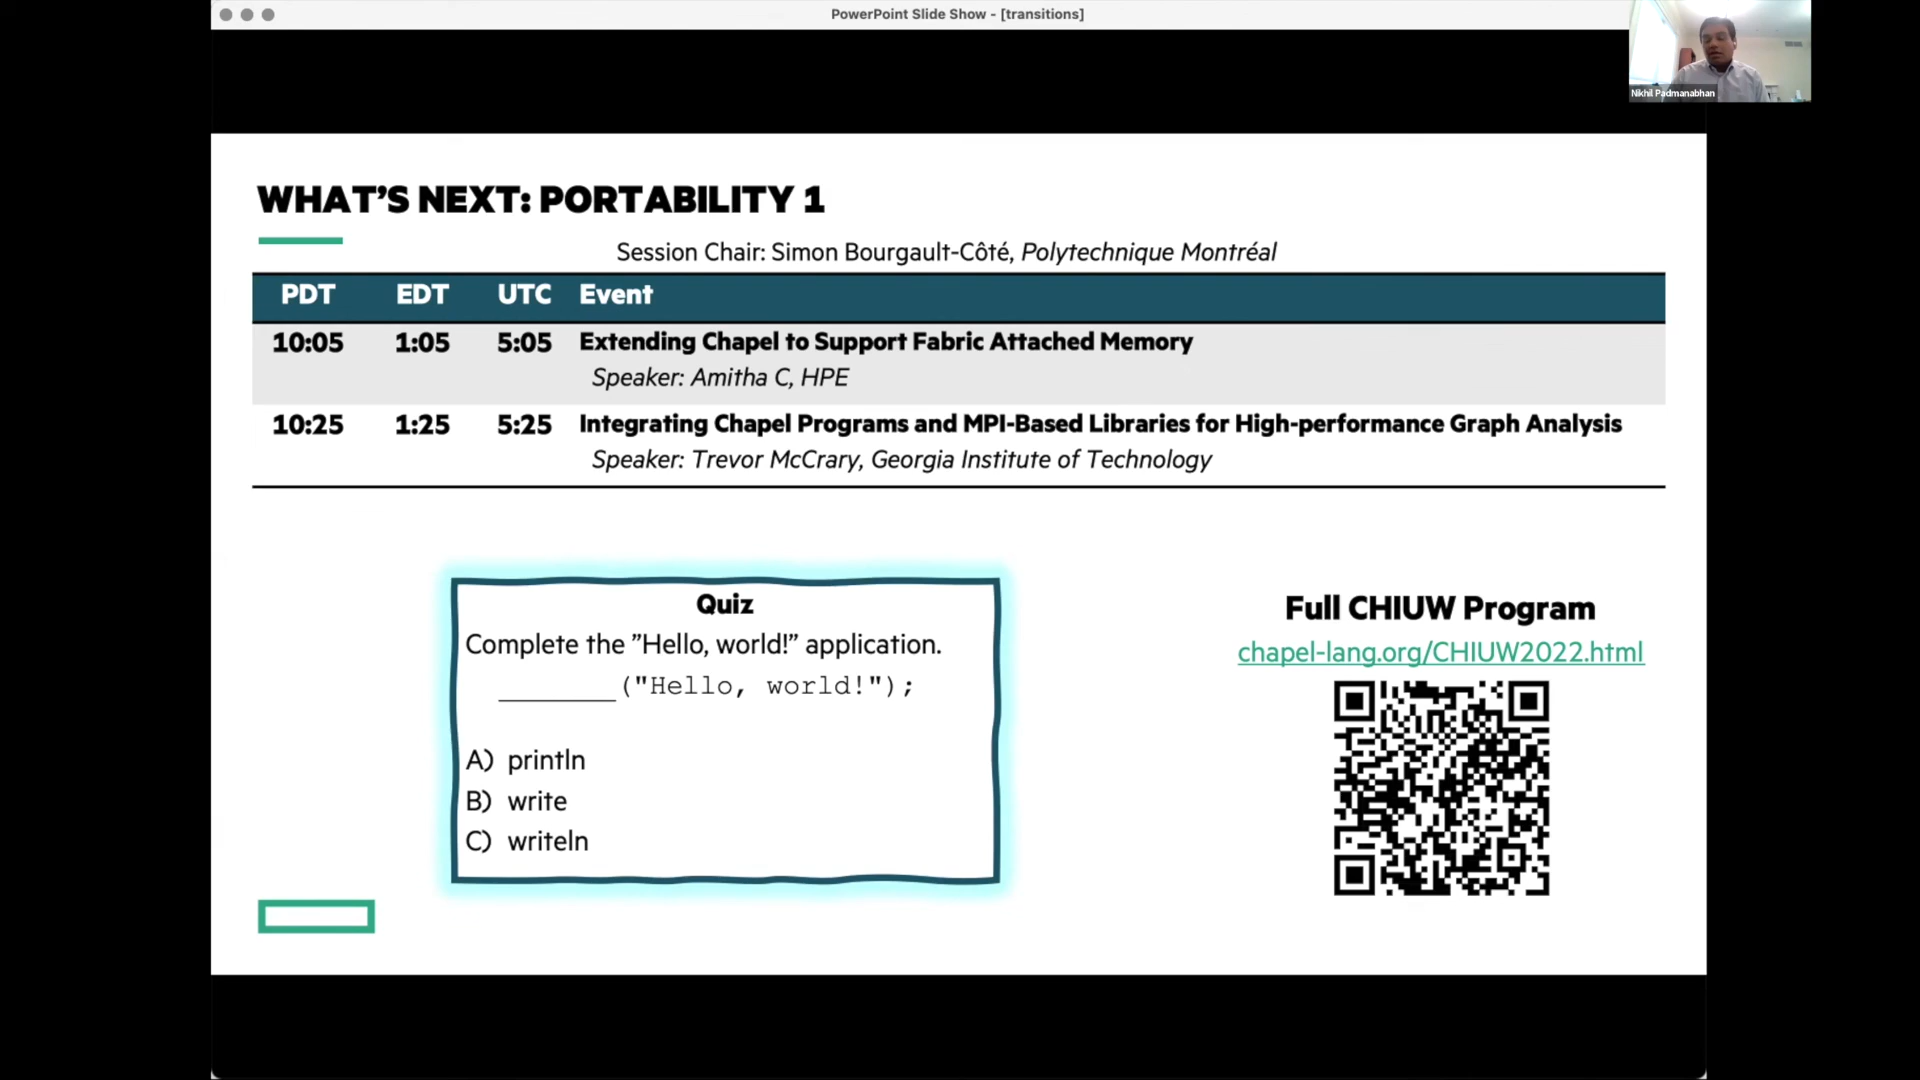 PowerPoint Slide Show - [transitions]
Nikhil Padmanabhan
WHAT’S NEXT: PORTABILITY 1
Session Chair: Simon Bourgault-Côté, Polytechnique Montréal
PDT EDT UTC Event
10:05 1:05 5:05 Extending Chapel to Support Fabric Attached Memory
Speaker: Amitha C, HPE
10:25 1:25 5:25 Integrating Chapel Programs and MPI-Based Libraries for High-performance Graph Analysis
Speaker: Trevor McCrary, Georgia Institute of Technology
Quiz
Complete the ”Hello, world!” application.
________("Hello, world!");
A) println
B) write
C) writeln
Full CHIUW Program
chapel-lang.org/CHIUW2022.html